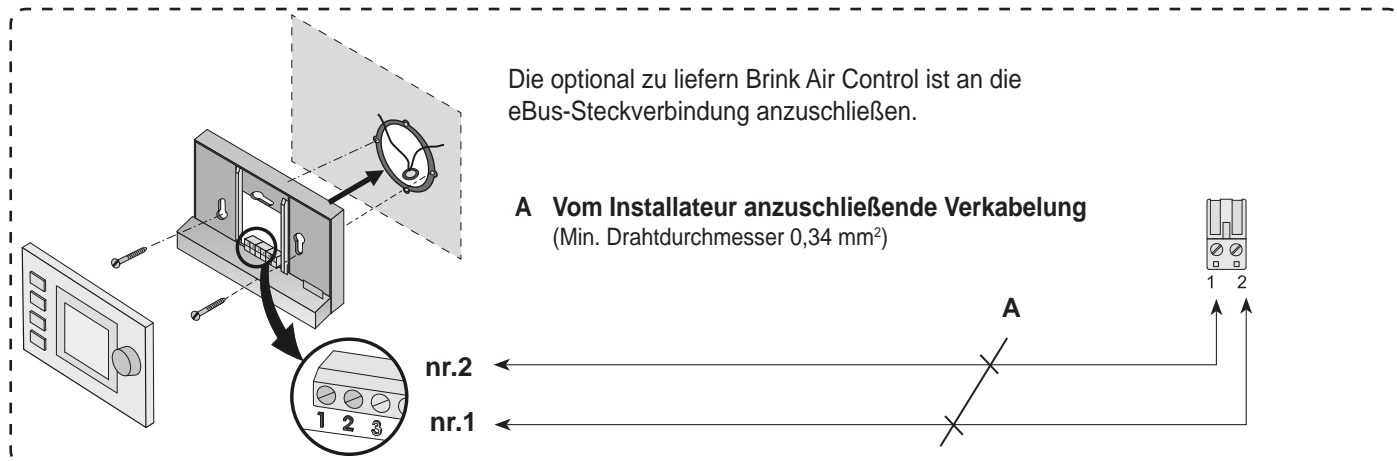 Die optional zu liefern Brink Air Control ist an die
eBus-Steckverbindung anzuschließen.
A Vom Installateur anzuschließende Verkabelung
(Min. Drahtdurchmesser 0,34 mm²)
1 2
A
nr.2
nr.1
1 2 3